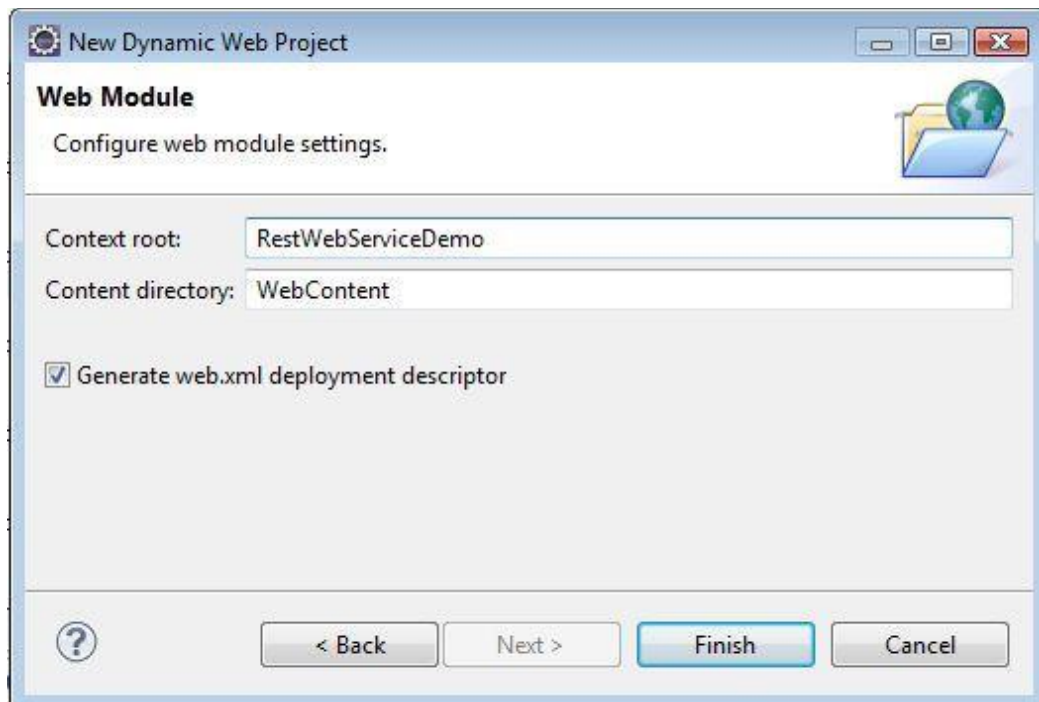 New Dynamic Web Project
Web Module
Configure web module settings.
Context root: RestWebServiceDemo
Content directory: WebContent
Generate web.xml deployment descriptor
? < Back Next > Finish Cancel